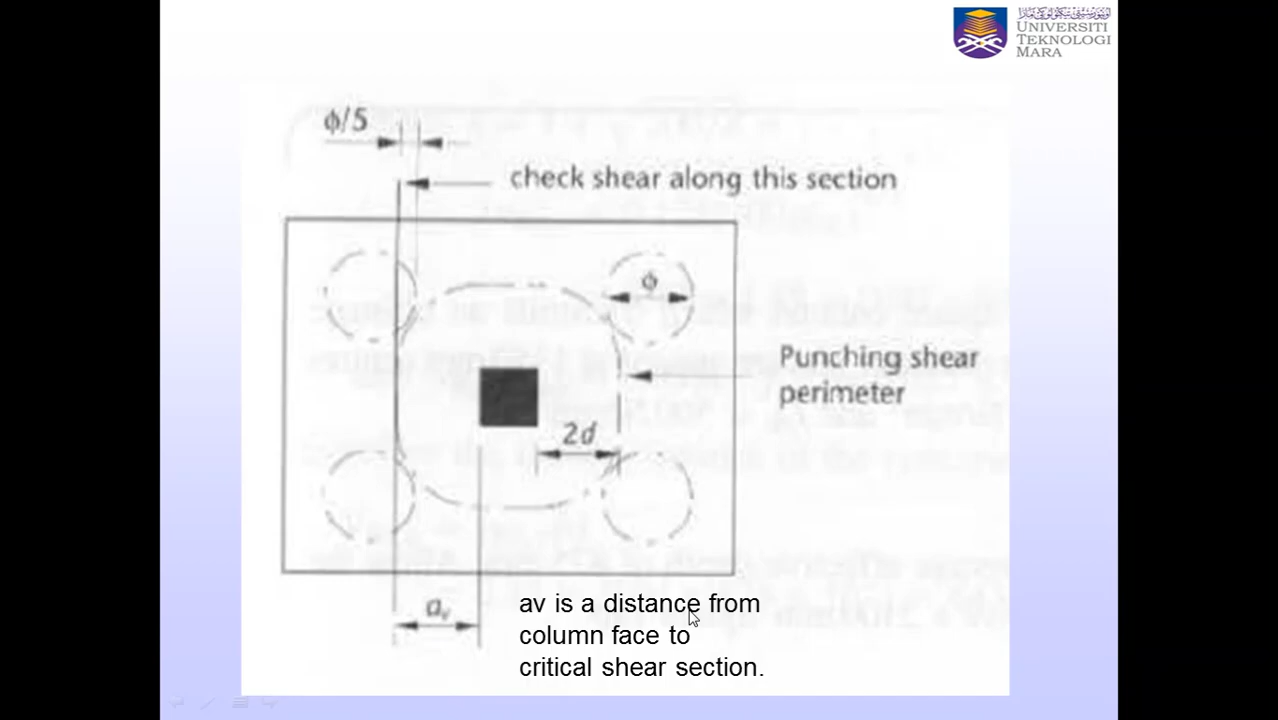 UNIVERSITI
TEKNOLOGI
MARA
ϕ/5
check shear along this section
ϕ
Punching shear
perimeter
2d
av
av is a distance from
column face to
critical shear section.